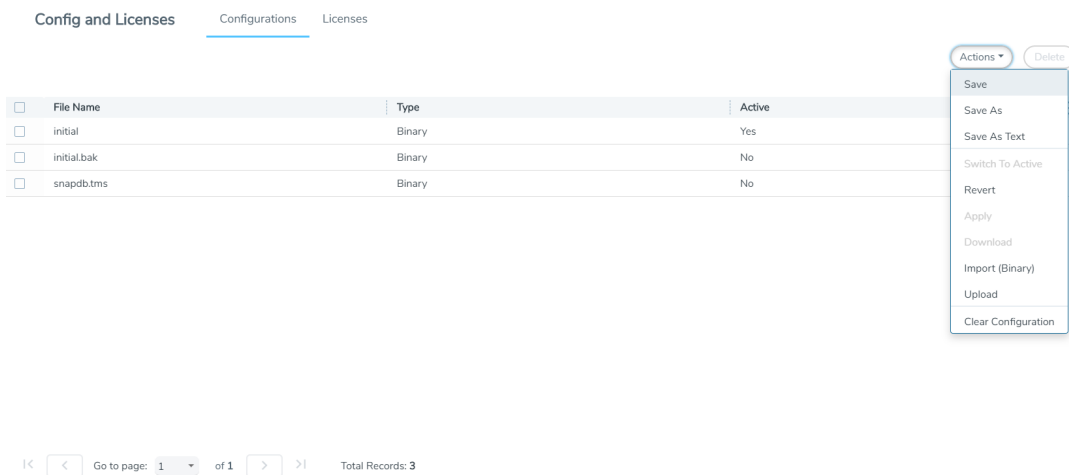 Config and Licenses Configurations Licenses
Actions Delete
Save
Save As
Save As Text
Switch To Active
Revert
Apply
Download
Import (Binary)
Upload
Clear Configuration
File Name Type Active
initial Binary Yes
initial.bak Binary No
snapdb.tms Binary No
Go to page: 1 of 1 Total Records: 3